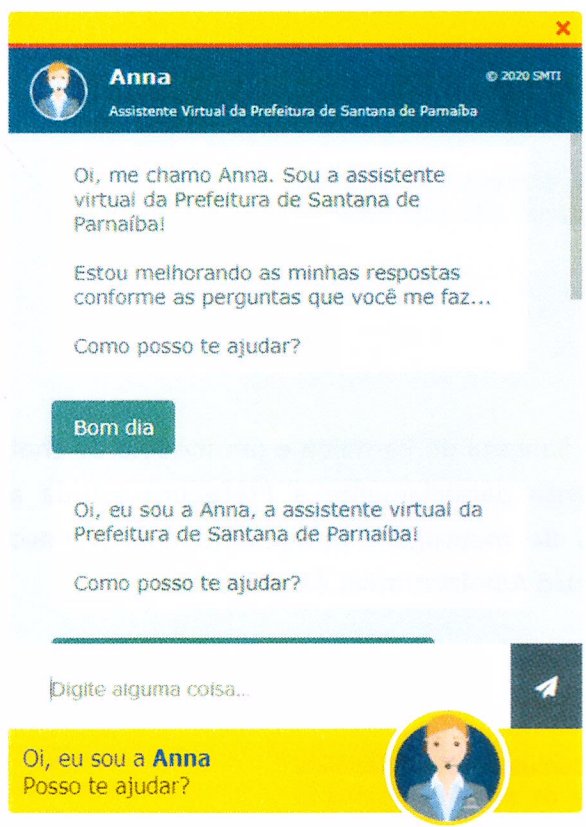 Anna
© 2020 SMTI
Assistente Virtual da Prefeitura de Santana de Parnaíba
Oi, me chamo Anna. Sou a assistente
virtual da Prefeitura de Santana de
Parnaíba!
Estou melhorando as minhas respostas
conforme as perguntas que você me faz...
Como posso te ajudar?
Bom dia
Oi, eu sou a Anna, a assistente virtual da
Prefeitura de Santana de Parnaíba!
Como posso te ajudar?
Digite alguma coisa...
Oi, eu sou a Anna
Posso te ajudar?